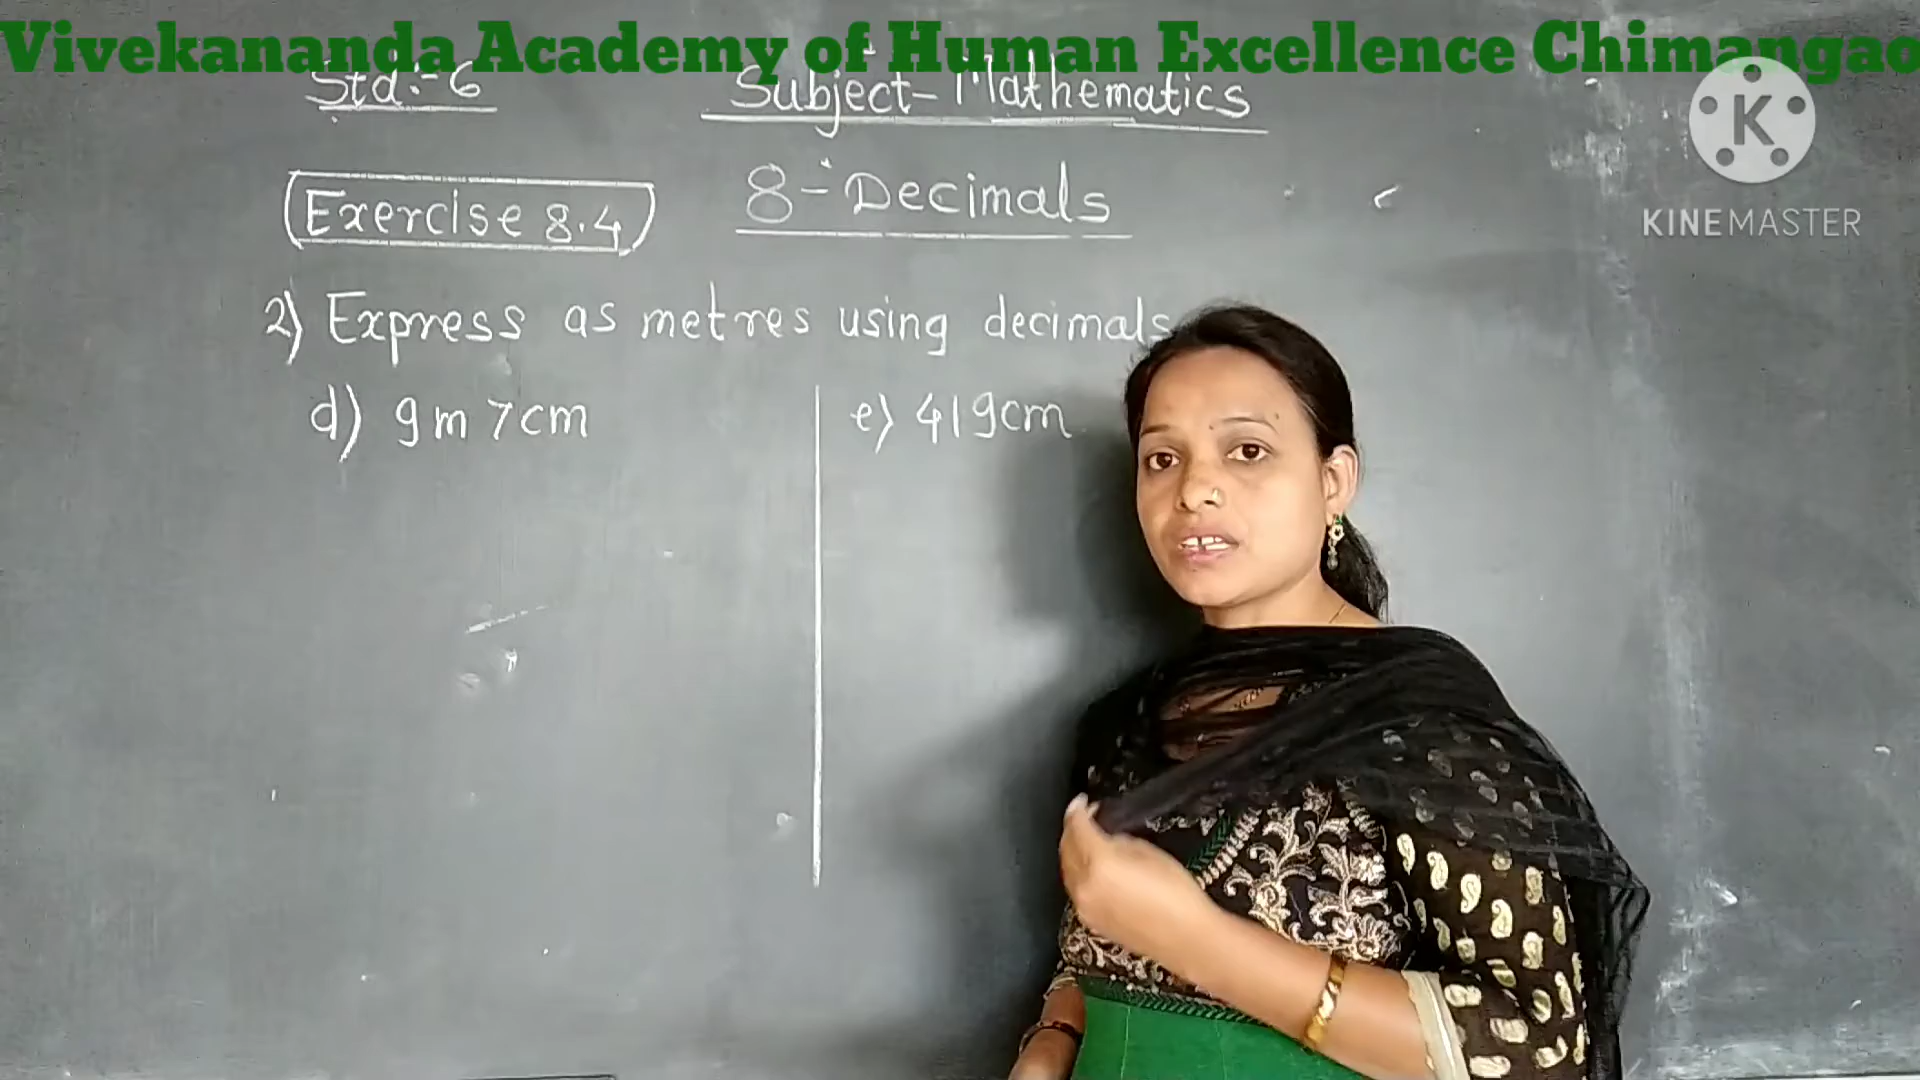 Vivekananda Academy of Human Excellence Chimangao
Std:-6 Subject-Mathematics
Exercise 8.4 8-Decimals
2) Express as metres using decimals
d) 9m 7cm e) 419cm
K
KINEMASTER